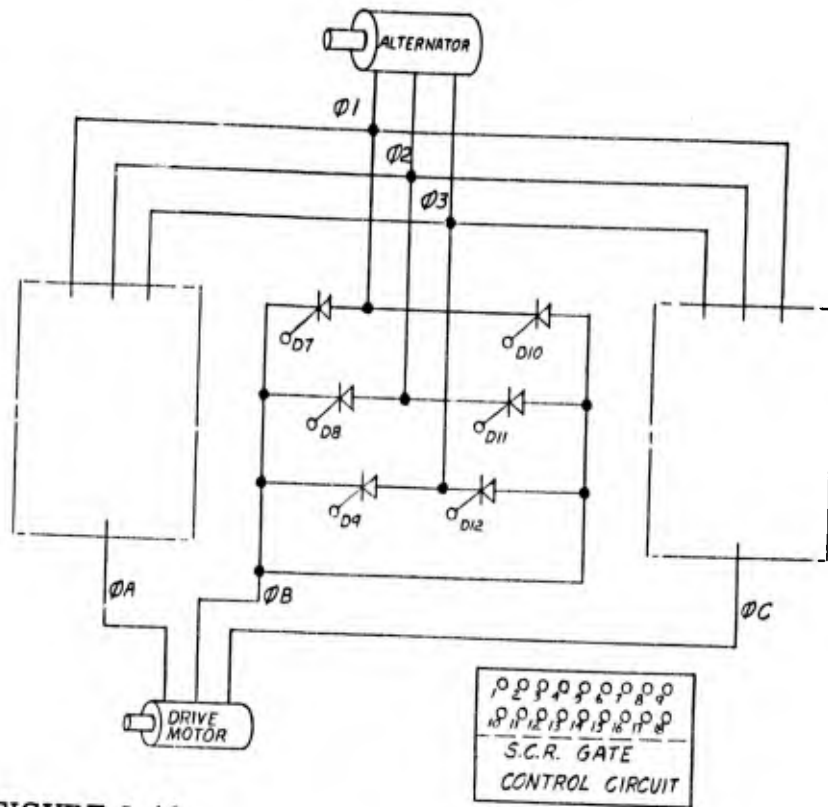 ALTERNATOR
Ø1
Ø2
Ø3
D7
D10
D8
D11
D9
D12
ØA
ØB
ØC
DRIVE
MOTOR
1 2 3 4 5 6 7 8 9
10 11 12 13 14 15 16 17 18
S.C.R. GATE
CONTROL CIRCUIT